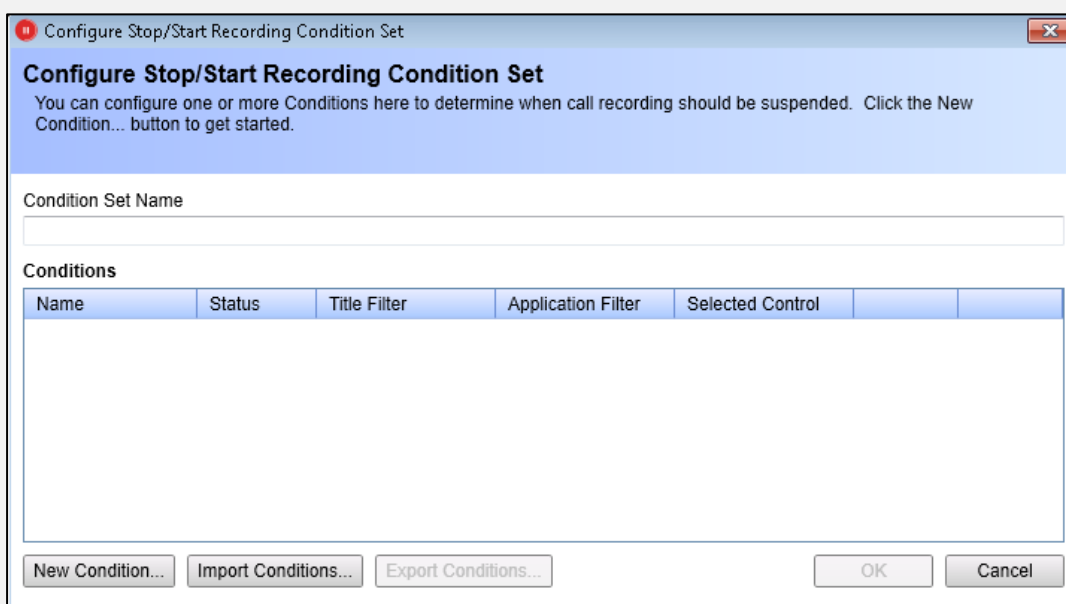 Configure Stop/Start Recording Condition Set
Configure Stop/Start Recording Condition Set
You can configure one or more Conditions here to determine when call recording should be suspended. Click the New
Condition... button to get started.
Condition Set Name
Conditions
Name Status Title Filter Application Filter Selected Control
New Condition... Import Conditions... Export Conditions... OK Cancel